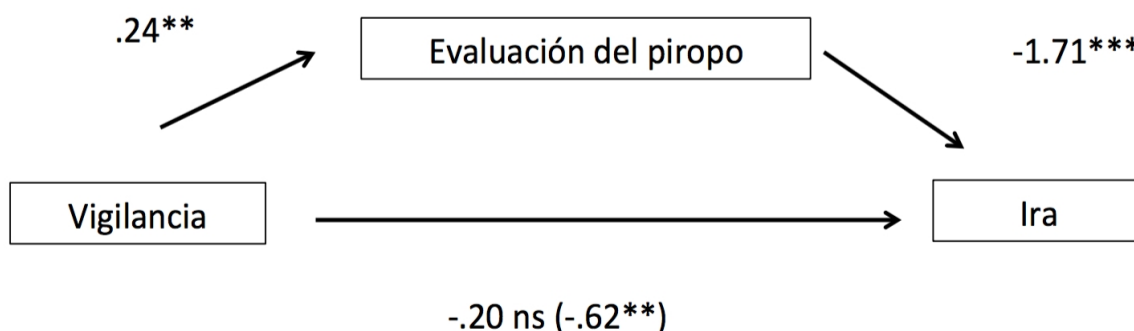 .24**
Evaluación del piropo
-1.71***
Vigilancia
Ira
-.20 ns (-.62**)